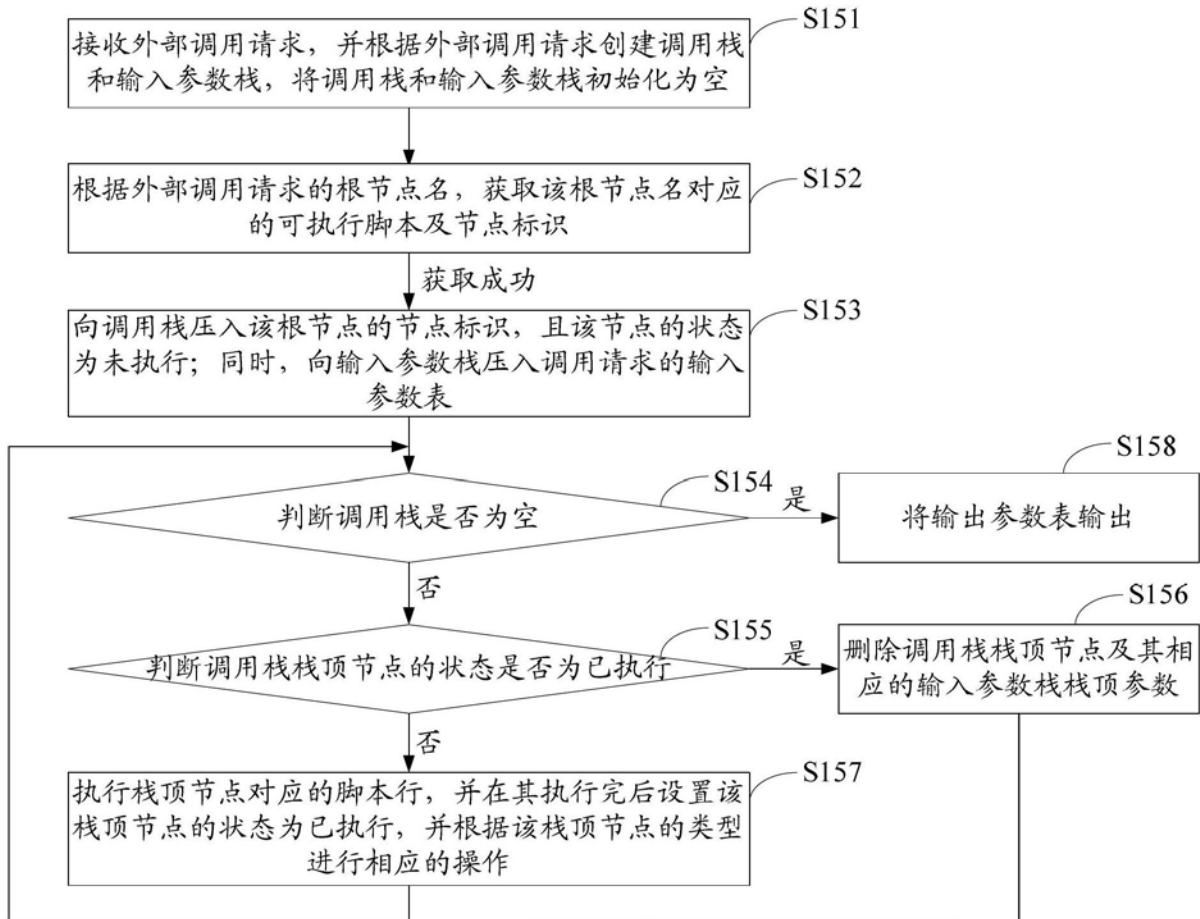 S151
接收外部调用请求，并根据外部调用请求创建调用栈
和输入参数栈，将调用栈和输入参数栈初始化为空
S152
根据外部调用请求的根节点名，获取该根节点名对应
的可执行脚本及节点标识
获取成功
S153
向调用栈压入该根节点的节点标识，且该节点的状态
为未执行；同时，向输入参数栈压入调用请求的输入
参数表
S154
判断调用栈是否为空
是
S158
将输出参数表输出
否
S155
判断调用栈栈顶节点的状态是否为已执行
是
S156
删除调用栈栈顶节点及其相
应的输入参数栈栈顶参数
否
S157
执行栈顶节点对应的脚本行，并在其执行完后设置该
栈顶节点的状态为已执行，并根据该栈顶节点的类型
进行相应的操作